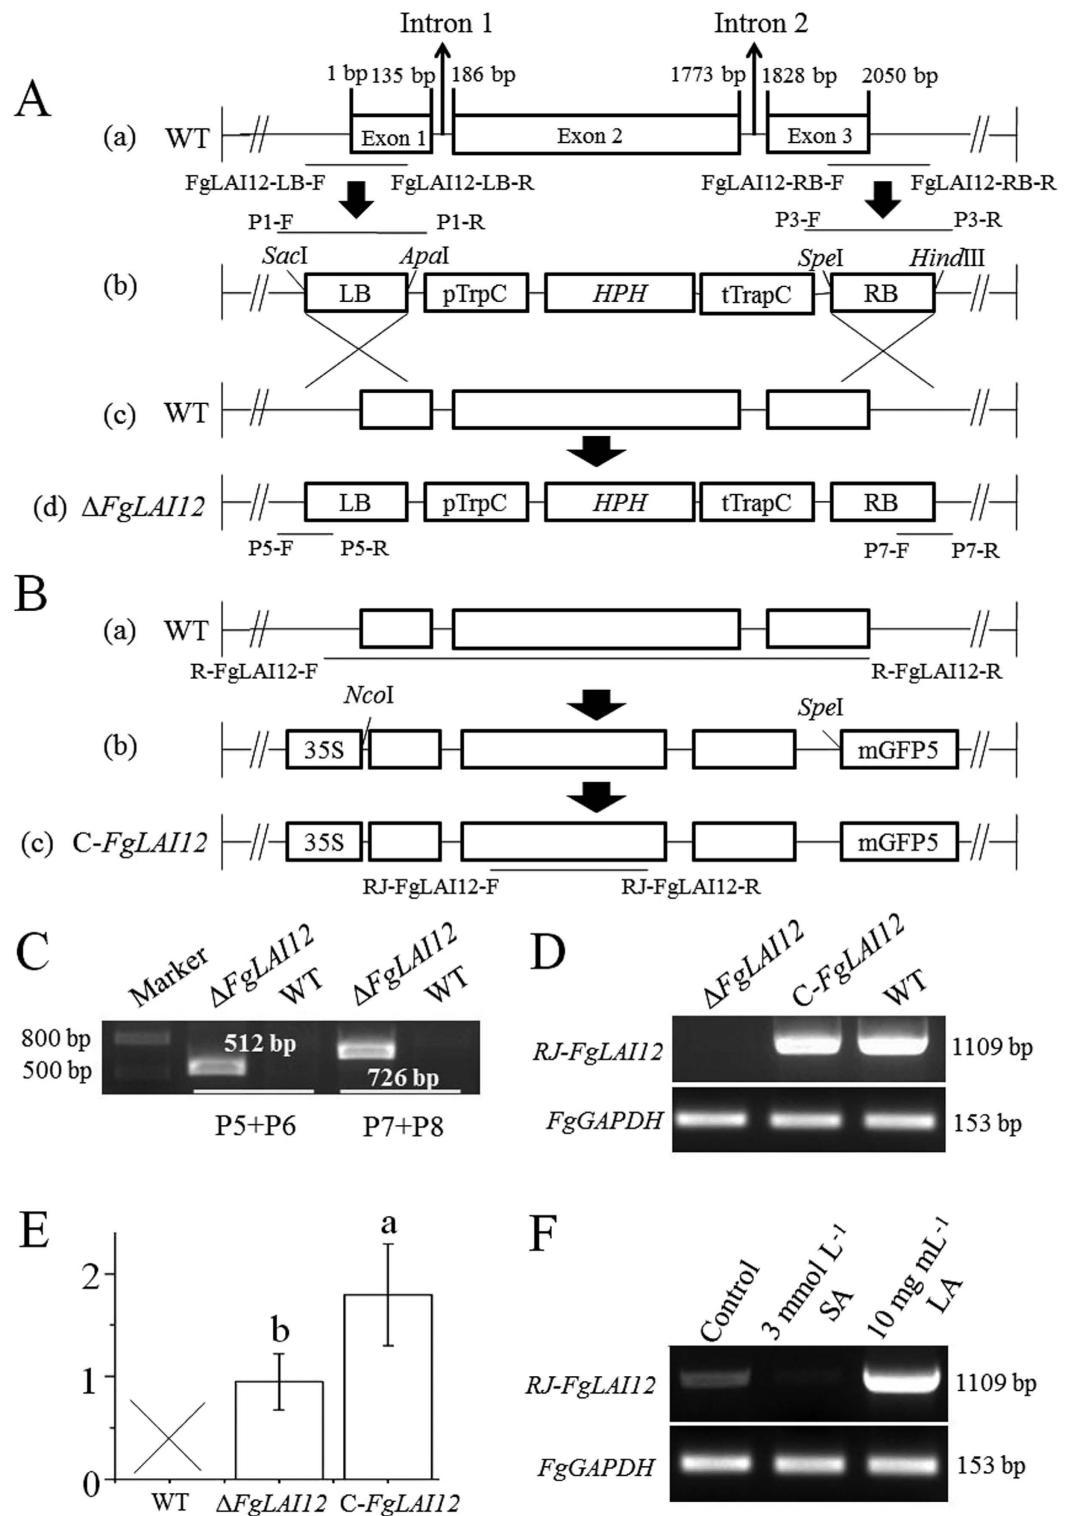 Intron 1 Intron 2
1 bp 135 bp 186 bp 1773 bp 1828 bp 2050 bp
A
(a) WT Exon 1 Exon 2 Exon 3
FgLAI12-LB-F FgLAI12-LB-R FgLAI12-RB-F FgLAI12-RB-R
P1-F P1-R P3-F P3-R
SacI ApaI SpeI HindIII
(b) LB pTrpC HPH tTrapC RB
(c) WT
(d) ΔFgLAI12 LB pTrpC HPH tTrapC RB
P5-F P5-R P7-F P7-R
B
(a) WT
R-FgLAI12-F R-FgLAI12-R
NcoI SpeI
(b) 35S mGFP5
(c) C-FgLAI12 35S mGFP5
RJ-FgLAI12-F RJ-FgLAI12-R
C
Marker ΔFgLAI12 WT ΔFgLAI12 WT
800 bp 512 bp
500 bp 726 bp
P5+P6 P7+P8
D
ΔFgLAI12 C-FgLAI12 WT
RJ-FgLAI12 1109 bp
FgGAPDH 153 bp
E
a
2
b
1
0
WT ΔFgLAI12 C-FgLAI12
F
Control 3 mmol L-1 SA 10 mg mL-1 LA
RJ-FgLAI12 1109 bp
FgGAPDH 153 bp